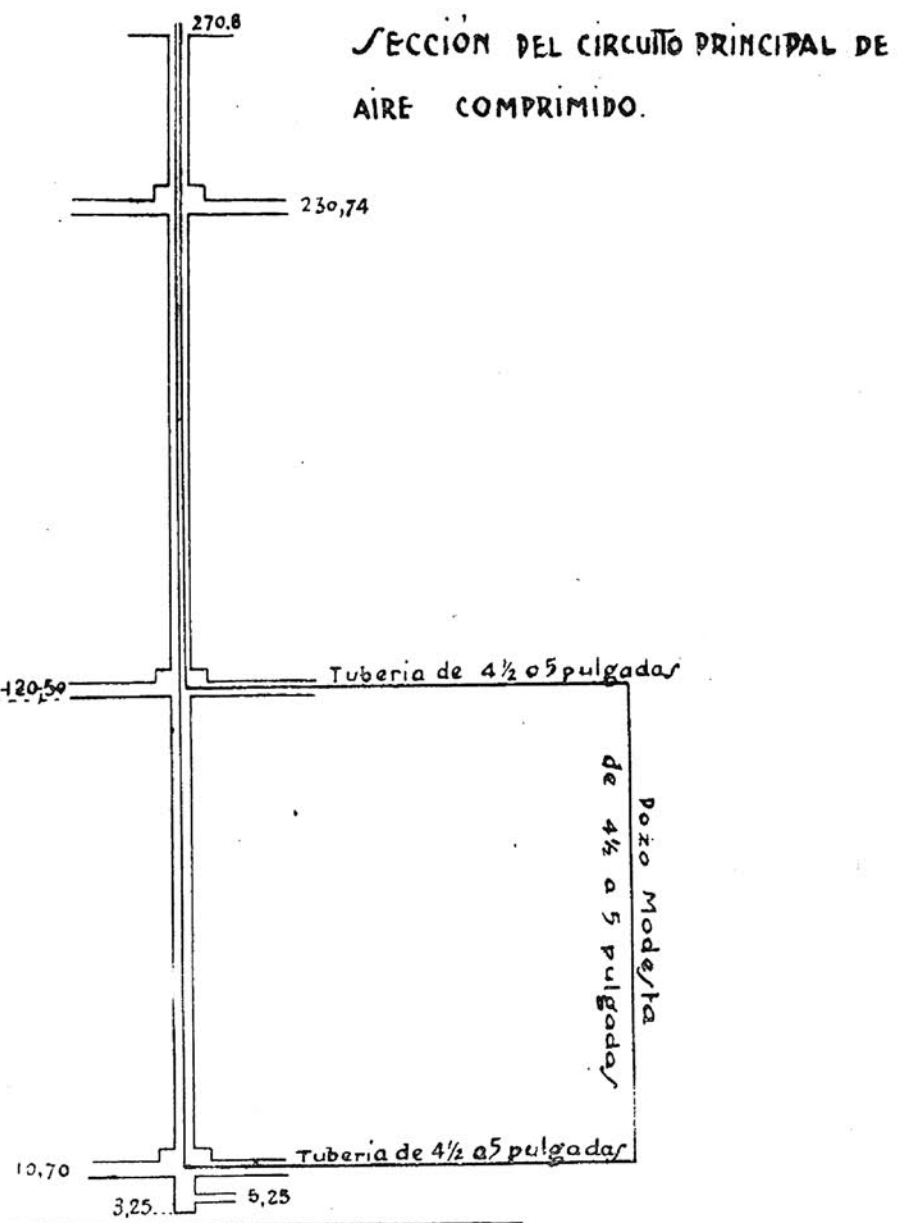 270.8
SECCIÓN DEL CIRCUITO PRINCIPAL DE
AIRE COMPRIMIDO.
230,74
Tuberia de 4½ o 5 pulgadas
120,50
de 4½ a 5 pulgadas
Pozo Modesta
Tuberia de 4½ a 5 pulgadas
10,70
5,25
3,25